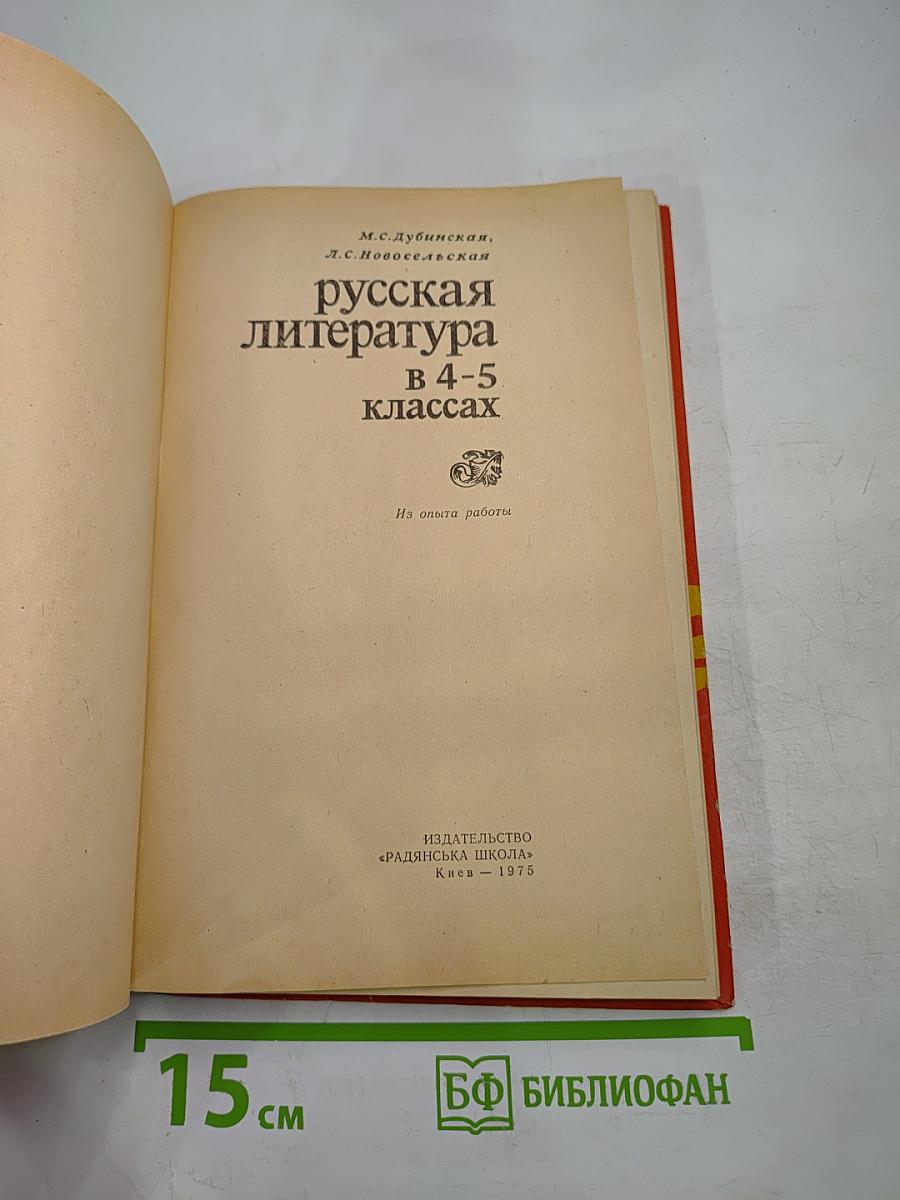 М.С.Дубинская,
Л.С.Новосельская
русская
литература
в 4-5
классах
Из опыта работы
ИЗДАТЕЛЬСТВО
«РАДЯНСЬКА ШКОЛА»
Киев — 1975
15 см
БФ БИБЛИОФАН